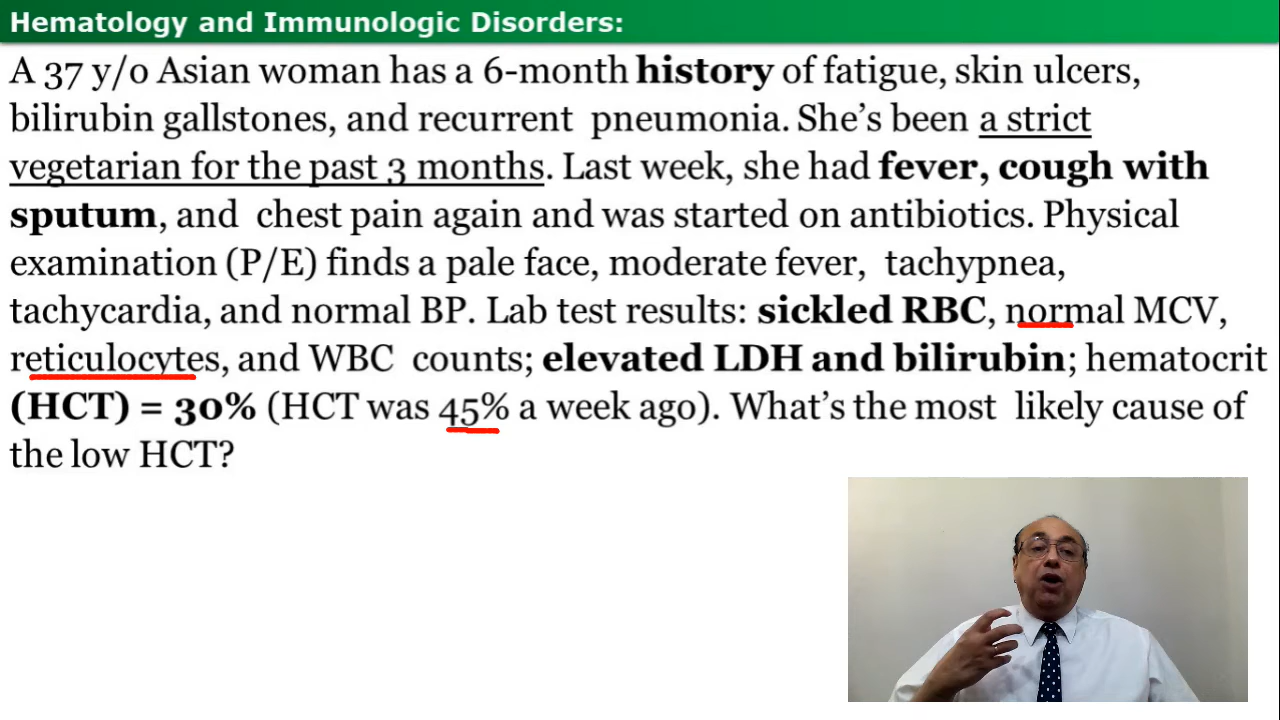 Hematology and Immunologic Disorders:
A 37 y/o Asian woman has a 6-month history of fatigue, skin ulcers,
bilirubin gallstones, and recurrent pneumonia. She's been a strict
vegetarian for the past 3 months. Last week, she had fever, cough with
sputum, and chest pain again and was started on antibiotics. Physical
examination (P/E) finds a pale face, moderate fever, tachypnea,
tachycardia, and normal BP. Lab test results: sickled RBC, normal MCV,
reticulocytes, and WBC counts; elevated LDH and bilirubin; hematocrit
(HCT) = 30% (HCT was 45% a week ago). What's the most likely cause of
the low HCT?